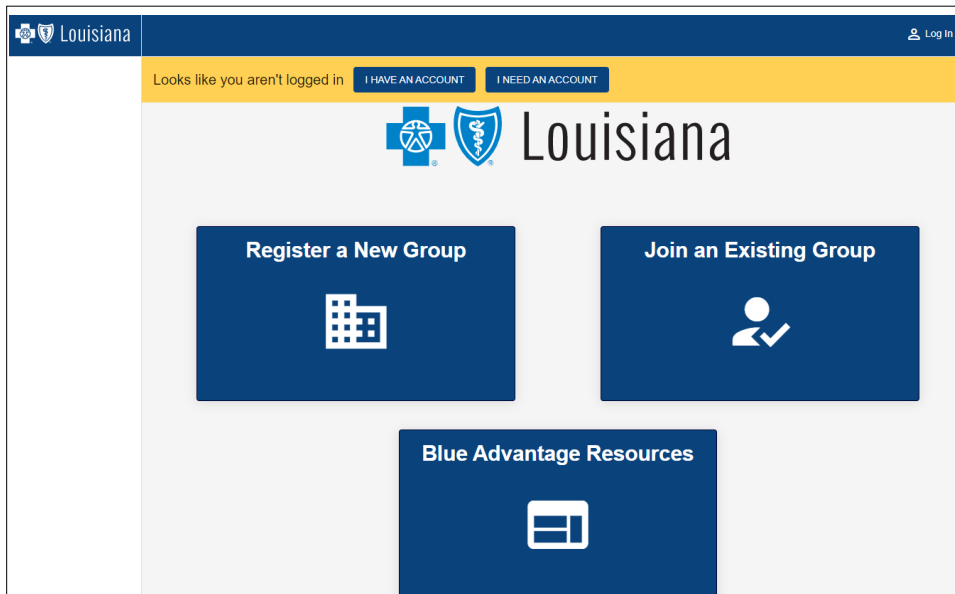 Louisiana
Log In
Looks like you aren't logged in I HAVE AN ACCOUNT I NEED AN ACCOUNT
Louisiana
Register a New Group
Join an Existing Group
Blue Advantage Resources